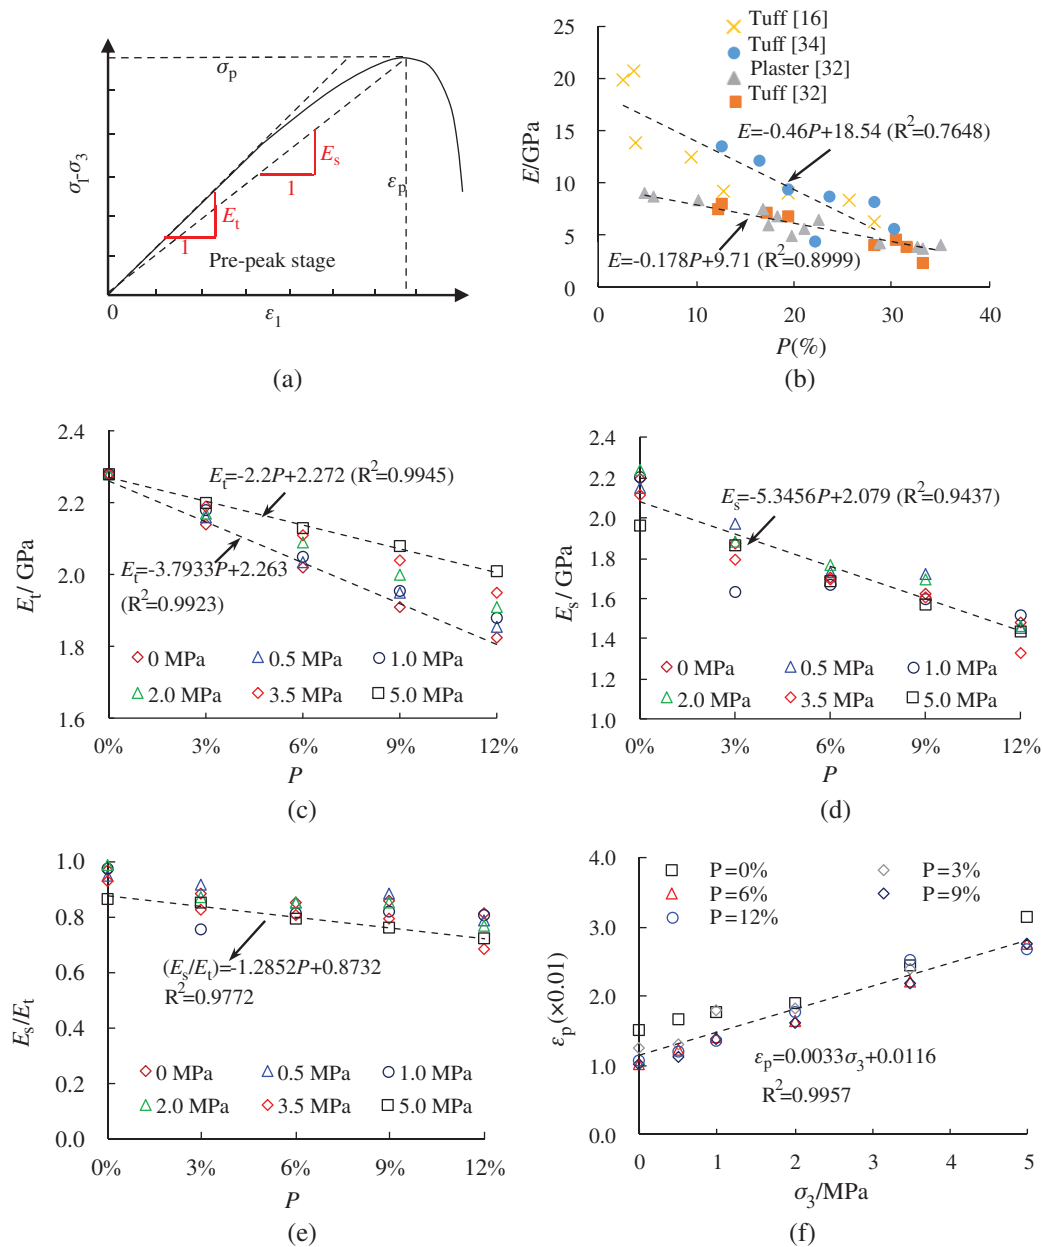 σ₁-σ₃
σp
Es
1
Et
1
εp
Pre-peak stage
0
ε₁
(a)
Tuff [16]
Tuff [34]
Plaster [32]
Tuff [32]
E/GPa
25
20
15
10
5
0
E=-0.46P+18.54 (R²=0.7648)
E=-0.178P+9.71 (R²=0.8999)
0 10 20 30 40
P(%)
(b)
Et/ GPa
2.4
2.2
2.0
1.8
1.6
Et=-2.2P+2.272 (R²=0.9945)
Et=-3.7933P+2.263
(R²=0.9923)
0 MPa 0.5 MPa 1.0 MPa
2.0 MPa 3.5 MPa 5.0 MPa
0% 3% 6% 9% 12%
P
(c)
Es / GPa
2.4
2.2
2.0
1.8
1.6
1.4
1.2
1.0
Es=-5.3456P+2.079 (R²=0.9437)
0 MPa 0.5 MPa 1.0 MPa
2.0 MPa 3.5 MPa 5.0 MPa
0% 3% 6% 9% 12%
P
(d)
Es/Et
1.0
0.8
0.6
0.4
0.2
0.0
(Es/Et)=-1.2852P+0.8732
R²=0.9772
0 MPa 0.5 MPa 1.0 MPa
2.0 MPa 3.5 MPa 5.0 MPa
0% 3% 6% 9% 12%
P
(e)
εp (×0.01)
4.0
3.0
2.0
1.0
0.0
P=0% P=3%
P=6% P=9%
P=12%
εp=0.0033σ₃+0.0116
R²=0.9957
0 1 2 3 4 5
σ₃/MPa
(f)